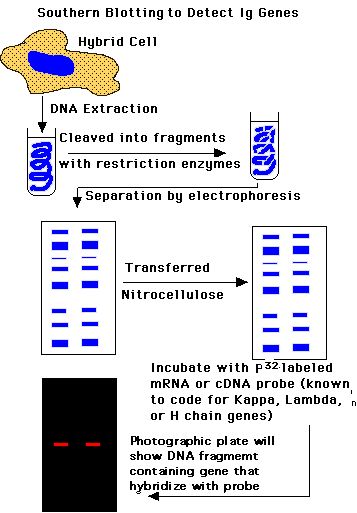 Southern Blotting to Detect Ig Genes
Hybrid Cell
DNA Extraction
Cleaved into fragments
with restriction enzymes
Separation by electrophoresis
Transferred
Nitrocellulose
Incubate with P32 labeled
mRNA or cDNA probe (known
to code for Kappa, Lambda,
or H chain genes)
Photographic plate will
show DNA fragmemt
containing gene that
hybridize with probe